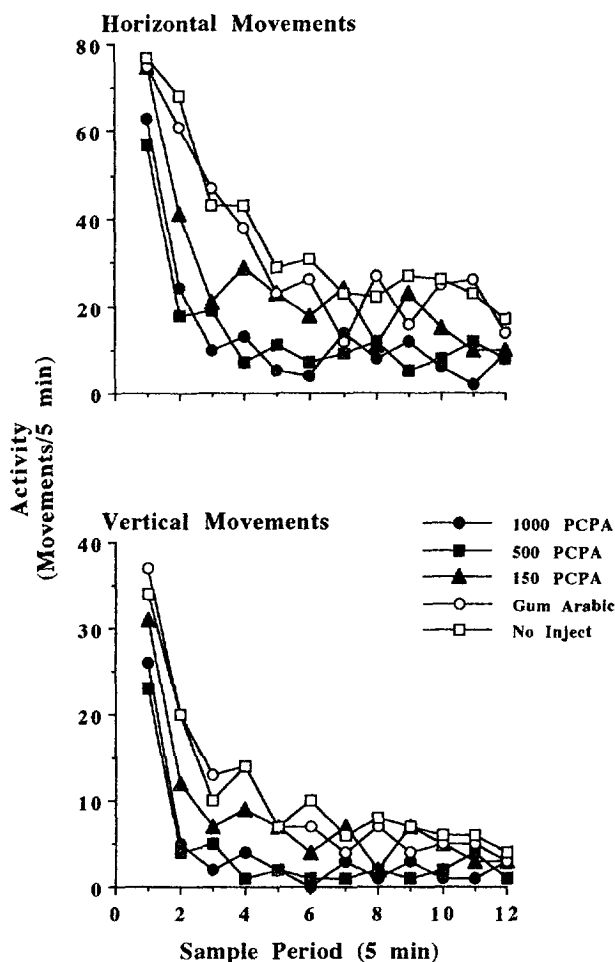 Horizontal Movements
80
60
40
20
0
Activity
(Movements/5 min)
Vertical Movements
40
30
20
10
0
1000 PCPA
500 PCPA
150 PCPA
Gum Arabic
No Inject
0 2 4 6 8 10 12
Sample Period (5 min)